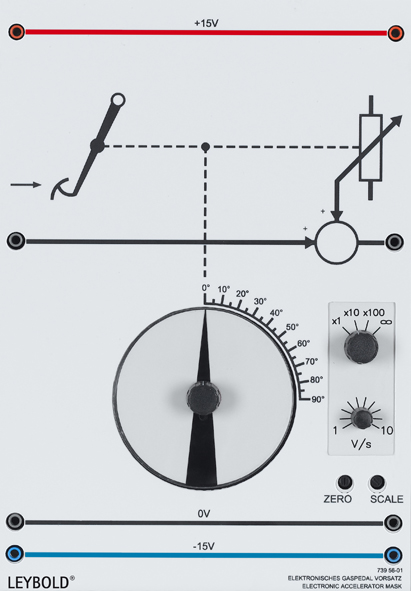 +15V
+
+
0°
10°
20°
30°
40°
50°
60°
70°
80°
90°
x1 x10 x100 ∞
1 10
V/s
ZERO SCALE
0V
-15V
739 56-01
LEYBOLD® ELEKTRONISCHES GASPEDAL VORSATZ
ELECTRONIC ACCELERATOR MASK